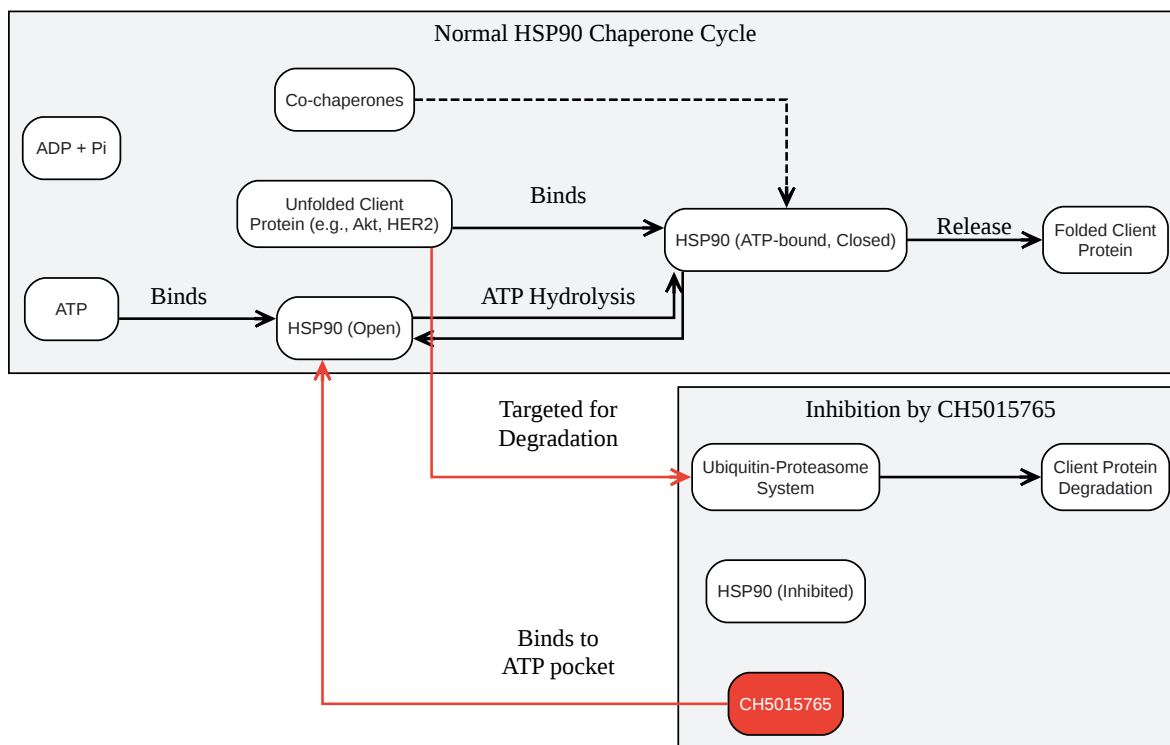 Normal HSP90 Chaperone Cycle
Co-chaperones
ADP + Pi
Unfolded Client
Protein (e.g., Akt, HER2)
Binds
HSP90 (ATP-bound, Closed)
Release
Folded Client
Protein
ATP
Binds
HSP90 (Open)
ATP Hydrolysis
Targeted for
Degradation
Inhibition by CH5015765
Ubiquitin-Proteasome
System
Client Protein
Degradation
HSP90 (Inhibited)
Binds to
ATP pocket
CH5015765